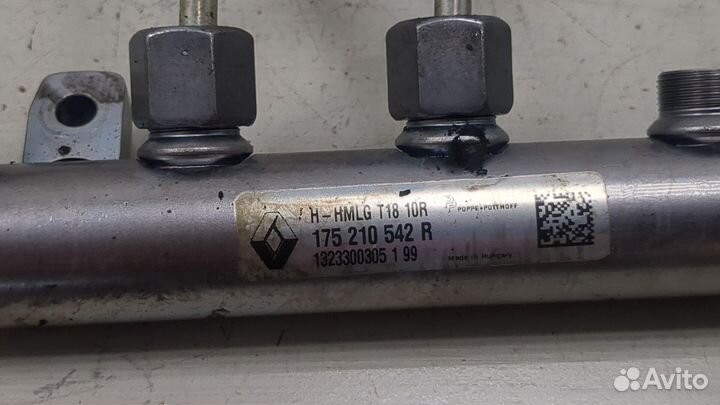 H-HMLG T18 10R
POPPE+POTTHOFF
175 210 542 R
1323300305 1 99
Made in Hungary
Avito